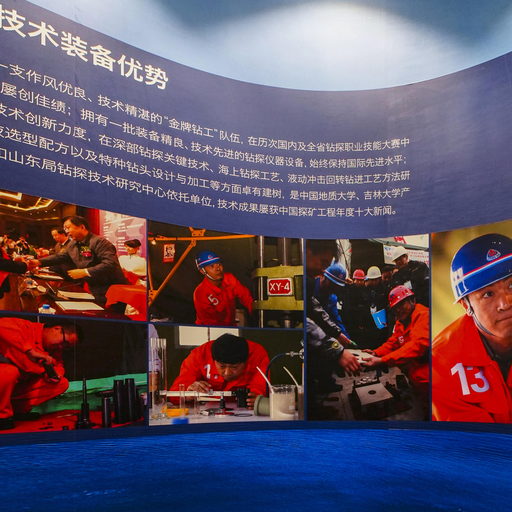 技术装备优势
一支作风优良、技术精湛的“金牌钻工”队伍，在历次国内及全省钻探职业技能大赛中
屡创佳绩；拥有一批装备精良、技术先进的钻探仪器设备，始终保持国际先进水平；
技术创新力度，在深部钻探关键技术、海上钻探工艺、液动冲击回转钻进工艺方法研
选型配方以及特种钻头设计与加工等方面卓有建树，是中国地质大学、吉林大学产
和山东局钻探技术研究中心依托单位，技术成果屡获中国探矿工程年度十大新闻。
5
XY-4
1
13